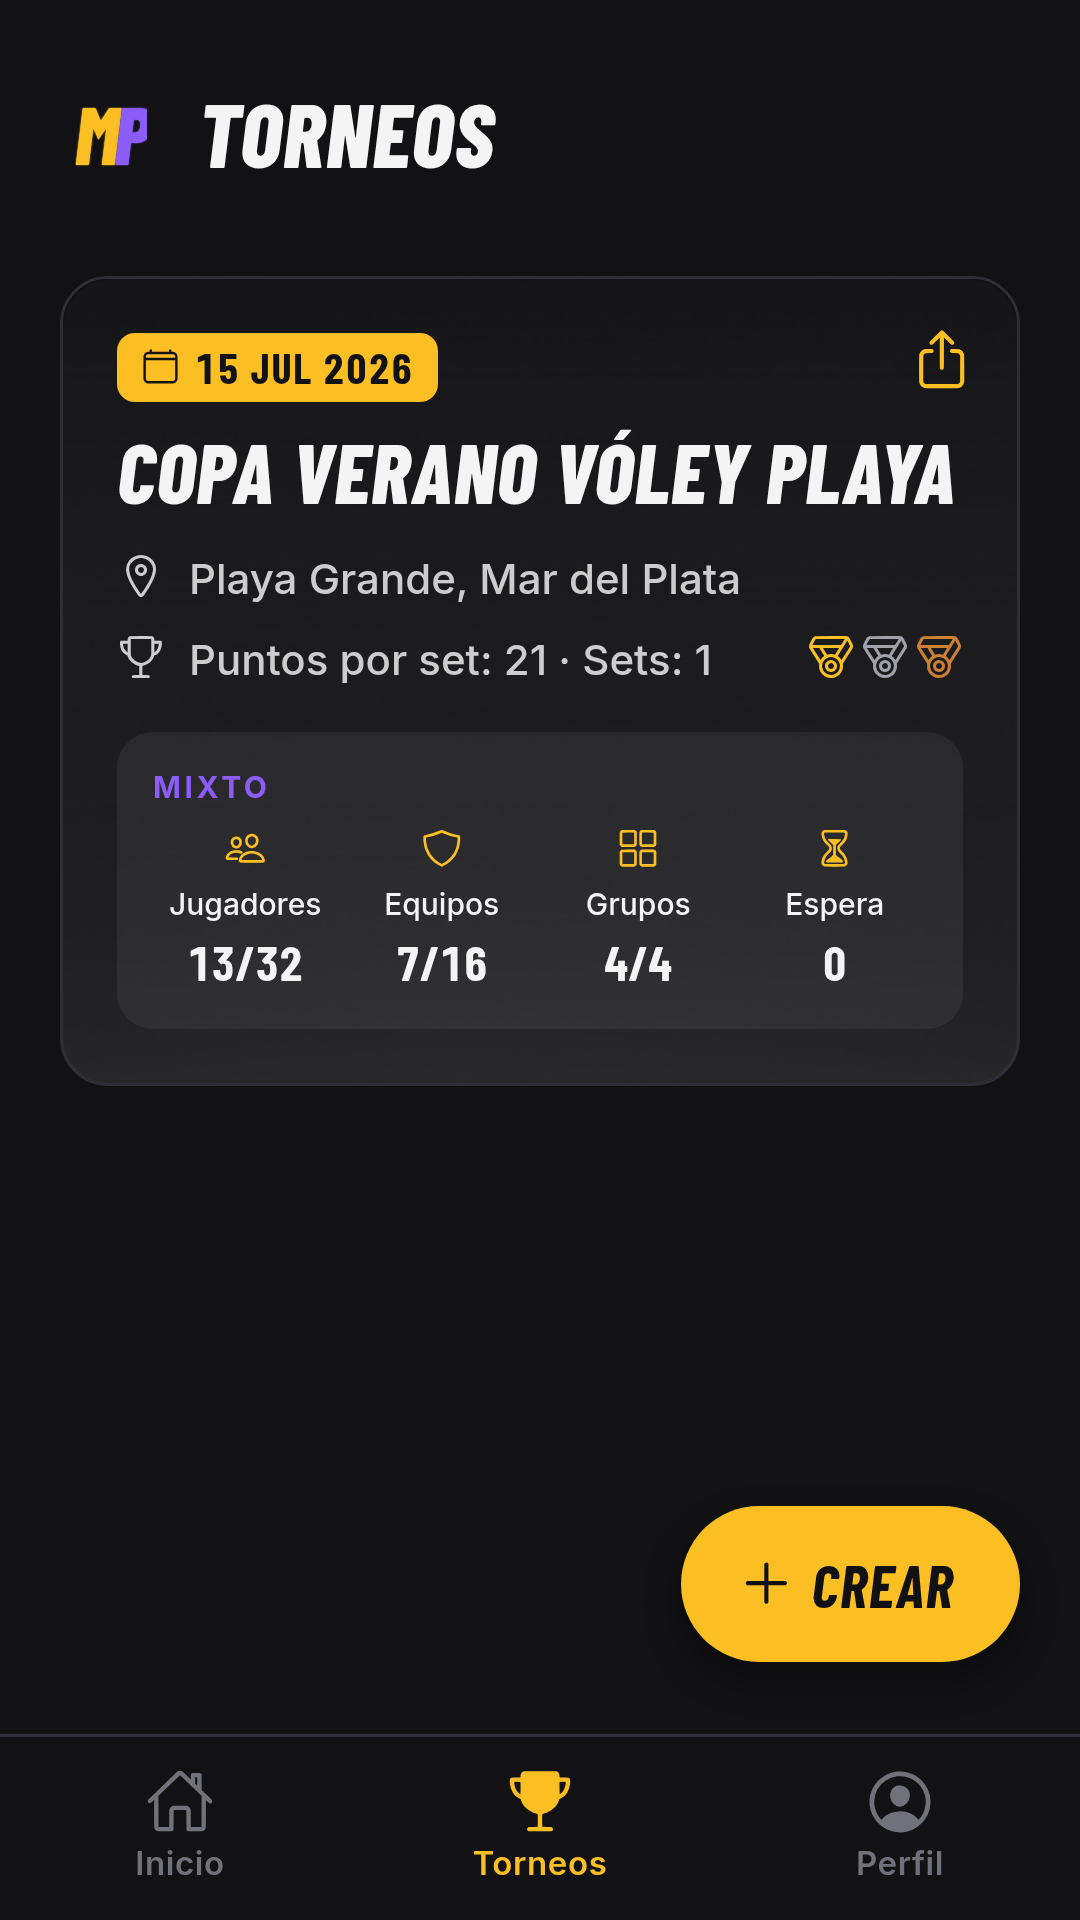 MP TORNEOS
15 JUL 2026
COPA VERANO VÓLEY PLAYA
Playa Grande, Mar del Plata
Puntos por set: 21 · Sets: 1
MIXTO
Jugadores Equipos Grupos Espera
13/32 7/16 4/4 0
CREAR
Inicio Torneos Perfil